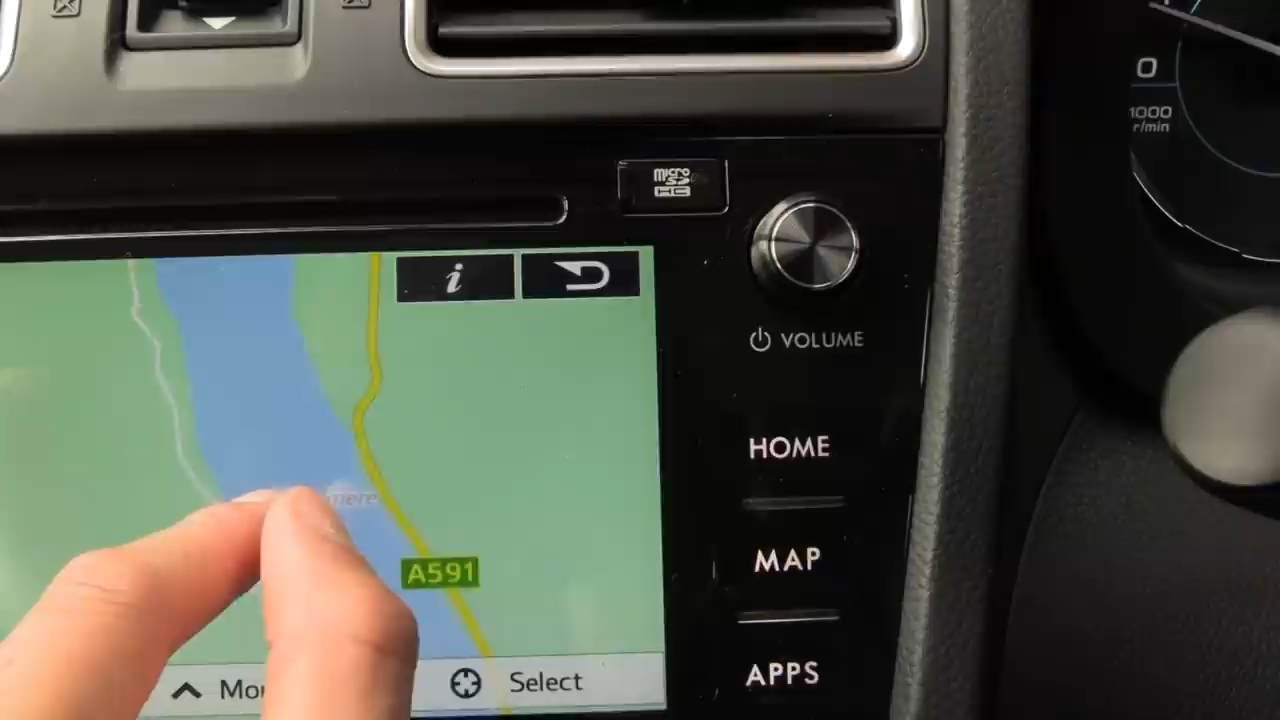 0
1000
r/min
micro
SD
HC
i
VOLUME
HOME
A591
MAP
Select
APPS